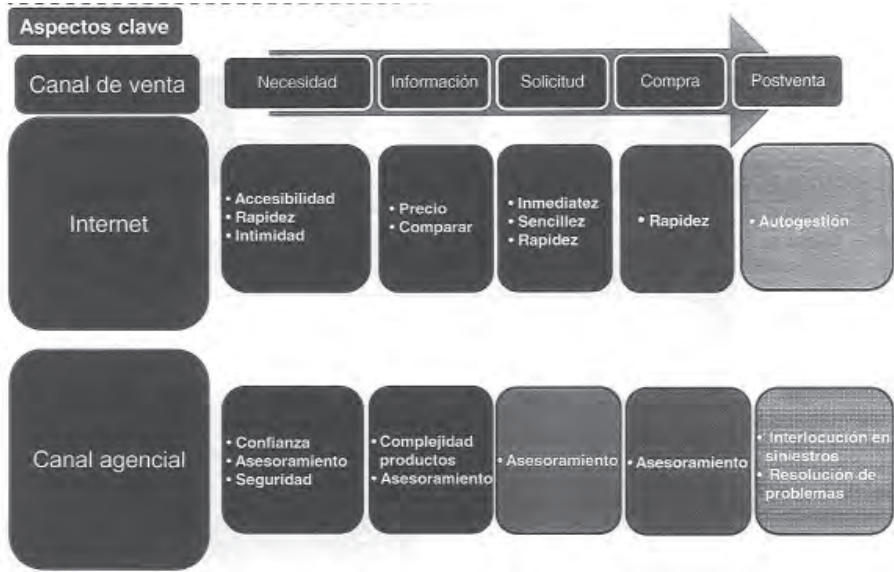 Aspectos clave
Canal de venta
Necesidad
Información
Solicitud
Compra
Postventa
Internet
• Accesibilidad
• Rapidez
• Intimidad
• Precio
• Comparar
• Inmediatez
• Sencillez
• Rapidez
• Rapidez
• Autogestión
Canal agencial
• Confianza
• Asesoramiento
• Seguridad
• Complejidad
productos
• Asesoramiento
• Asesoramiento
• Asesoramiento
• Interlocución en
siniestros
• Resolución de
problemas